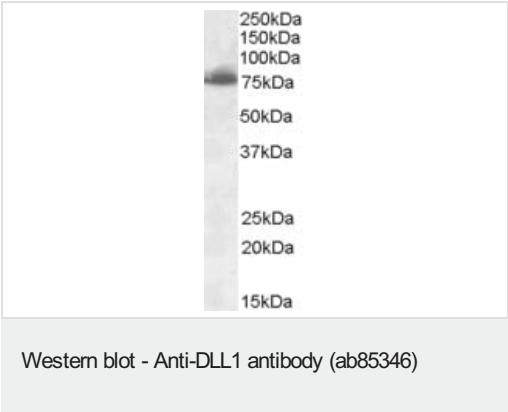 250kDa
150kDa
100kDa
75kDa
50kDa
37kDa
25kDa
20kDa
15kDa
Western blot - Anti-DLL1 antibody (ab85346)